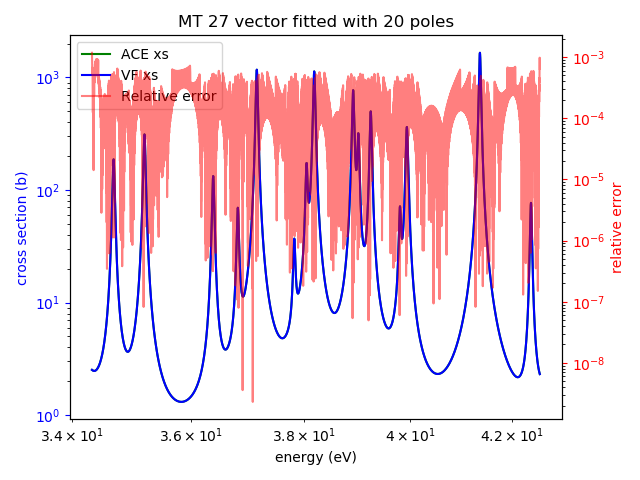 MT 27 vector fitted with 20 poles
ACE xs
VF xs
Relative error
cross section (b)
10³
10²
10¹
10⁰
10⁻³
10⁻⁴
10⁻⁵
10⁻⁶
10⁻⁷
10⁻⁸
relative error
3.4 × 10¹ 3.6 × 10¹ 3.8 × 10¹ 4 × 10¹ 4.2 × 10¹
energy (eV)